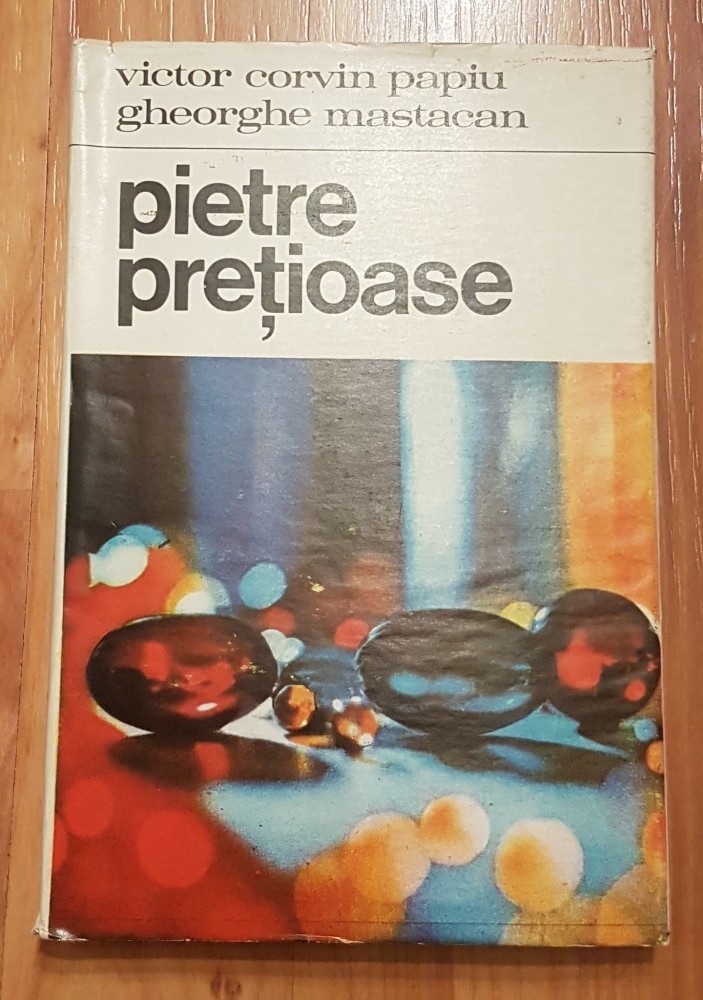 victor corvin papiu
gheorghe mastacan
pietre
prețioase